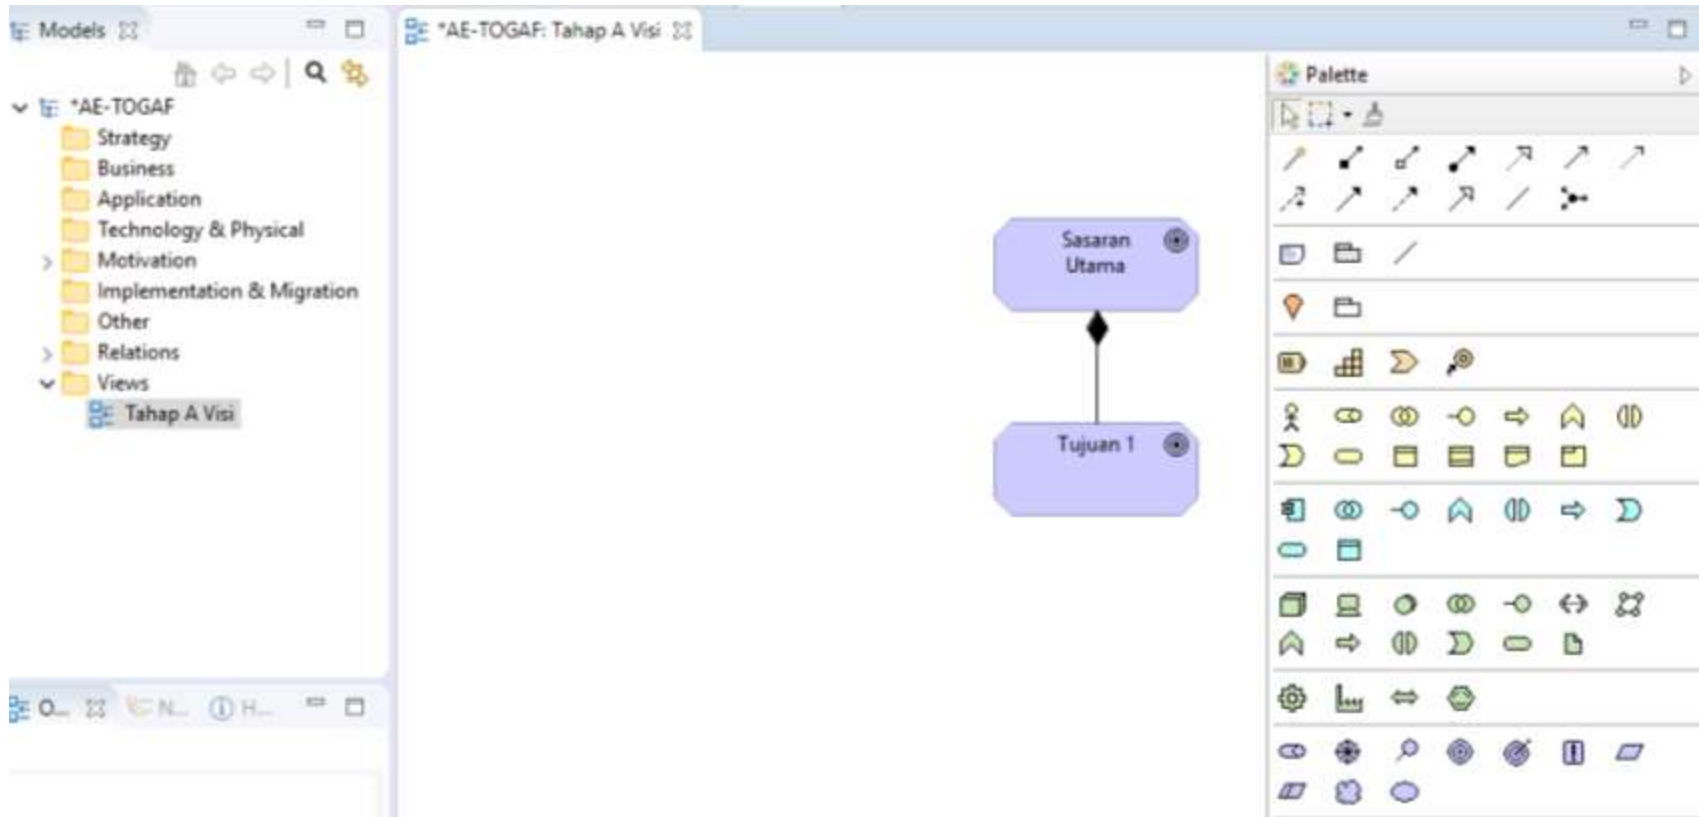 Models
*AE-TOGAF
Strategy
Business
Application
Technology & Physical
Motivation
Implementation & Migration
Other
Relations
Views
Tahap A Visi
O...
N...
H...
*AE-TOGAF: Tahap A Visi
Sasaran
Utama
Tujuan 1
Palette